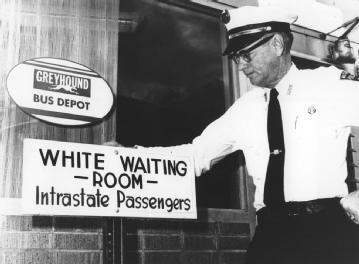 GREYHOUND
BUS DEPOT
WHITE WAITING
- ROOM -
Intrastate Passengers